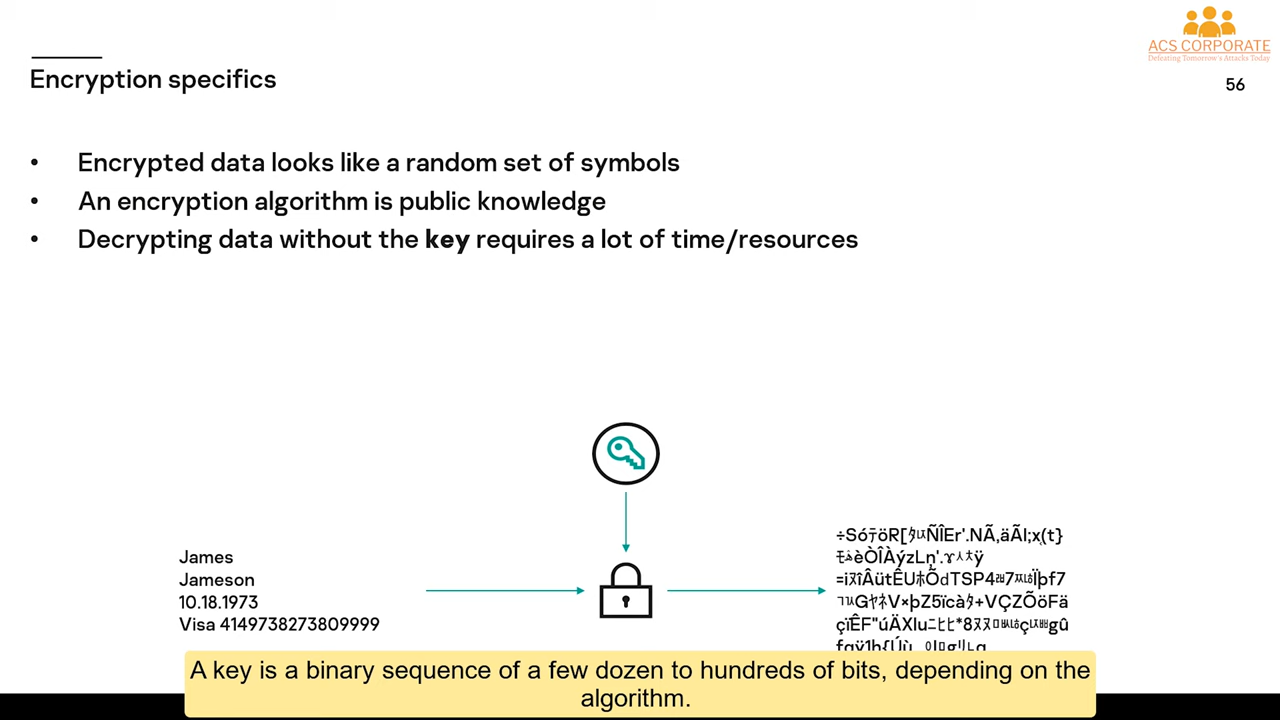 ACS CORPORATE
Defeating Tomorrow's Attacks Today
Encryption specifics
56
• Encrypted data looks like a random set of symbols
• An encryption algorithm is public knowledge
• Decrypting data without the key requires a lot of time/resources
James
Jameson
10.18.1973
Visa 4149738273809999
A key is a binary sequence of a few dozen to hundreds of bits, depending on the
algorithm.